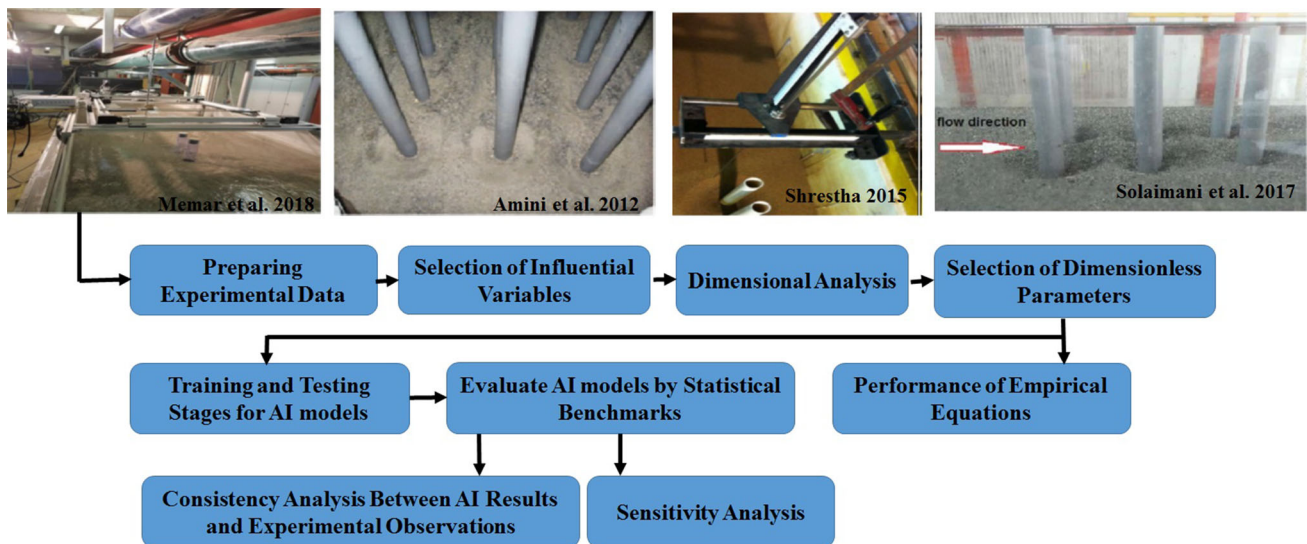 Memar et al. 2018
Amini et al. 2012
Shrestha 2015
flow direction
Solaimani et al. 2017
Preparing
Experimental Data
Selection of Influential
Variables
Dimensional Analysis
Selection of Dimensionless
Parameters
Training and Testing
Stages for AI models
Evaluate AI models by Statistical
Benchmarks
Performance of Empirical
Equations
Consistency Analysis Between AI Results
and Experimental Observations
Sensitivity Analysis